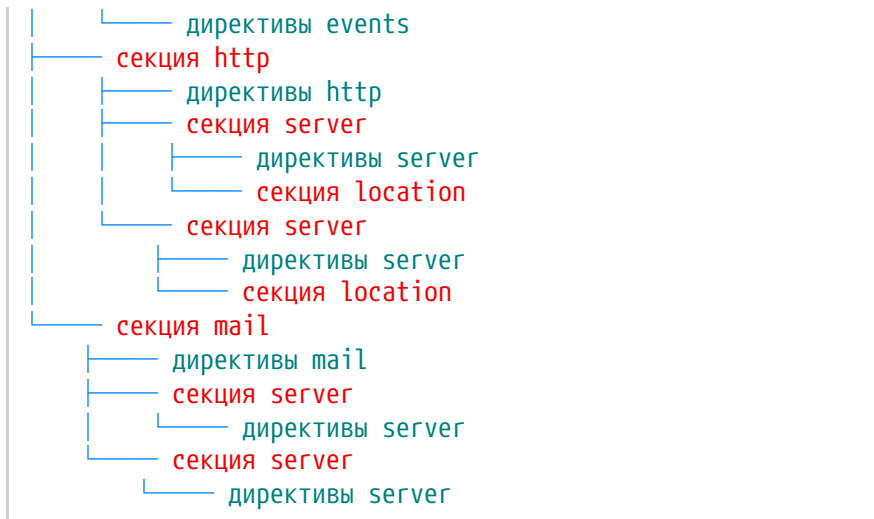 директивы events
секция http
директивы http
секция server
директивы server
секция location
секция server
директивы server
секция location
секция mail
директивы mail
секция server
директивы server
секция server
директивы server